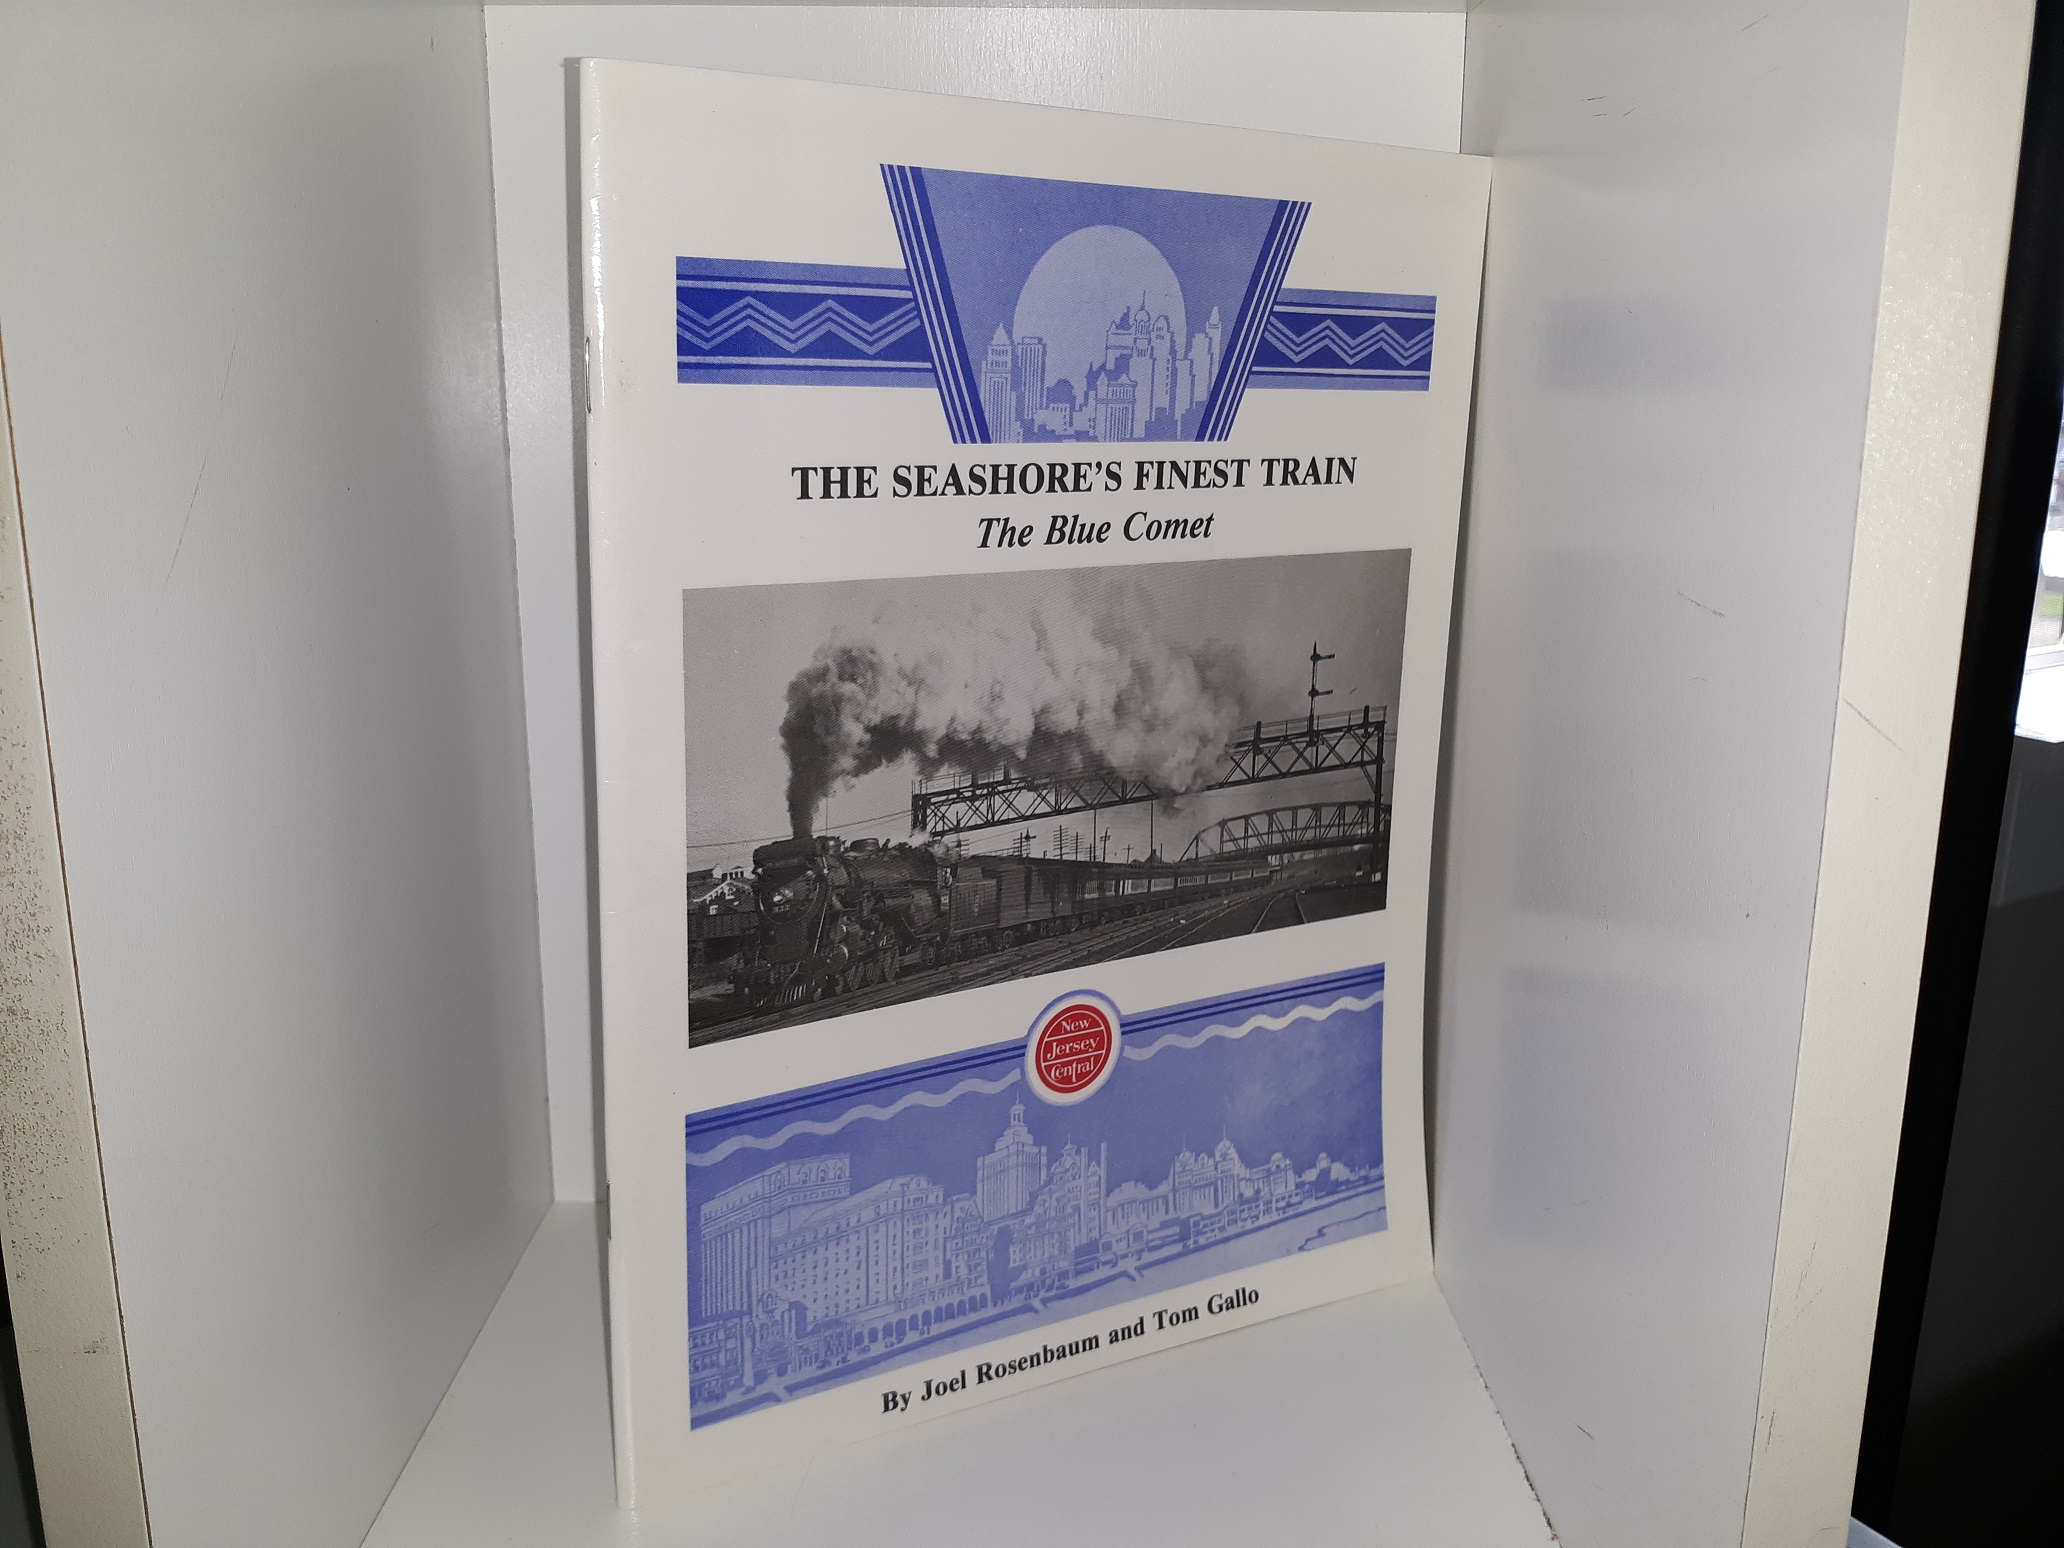 THE SEASHORE'S FINEST TRAIN
The Blue Comet
New
Jersey
Central
By Joel Rosenbaum and Tom Gallo